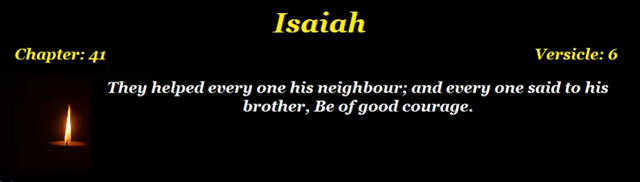 Isaiah
Chapter: 41 Versicle: 6
They helped every one his neighbour; and every one said to his
brother, Be of good courage.